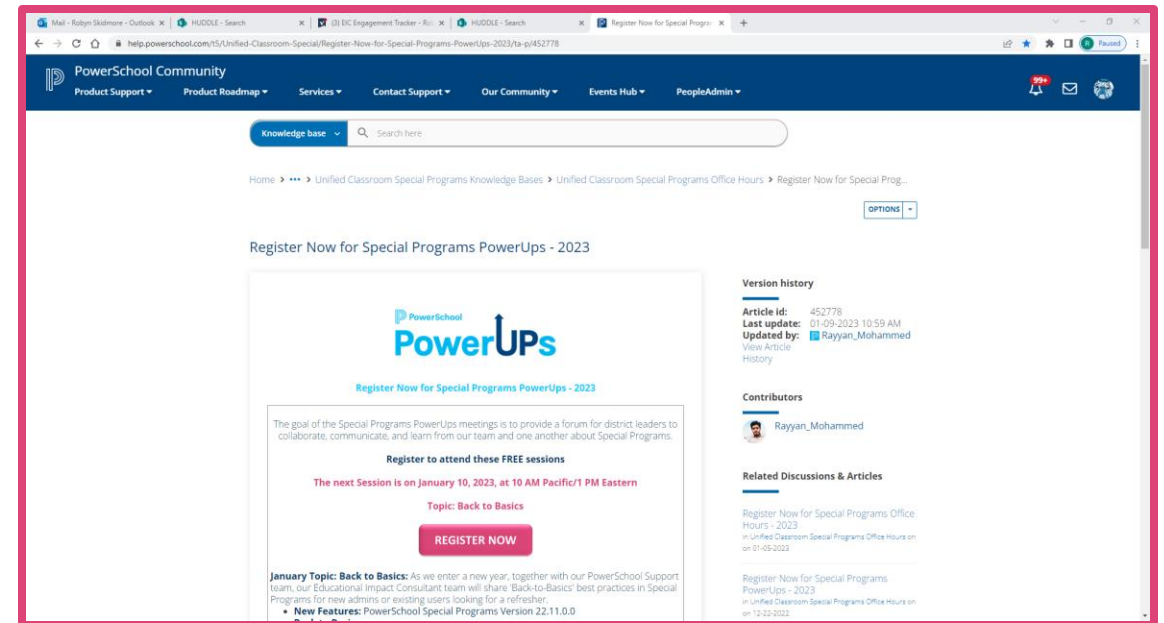 Mail - Robyn Skidmore - Outlook
HUDDLE - Search
(3) EIC Engagement Tracker - Ro
HUDDLE - Search
Register Now for Special Program
help.powerschool.com/t5/Unified-Classroom-Special/Register-Now-for-Special-Programs-PowerUps-2023/ta-p/452778
Paused
PowerSchool Community
Product Support Product Roadmap Services Contact Support Our Community Events Hub PeopleAdmin
99+
Knowledge base Search here
Home > ••• > Unified Classroom Special Programs Knowledge Bases > Unified Classroom Special Programs Office Hours > Register Now for Special Prog...
OPTIONS
Register Now for Special Programs PowerUps - 2023
PowerSchool
PowerUPs
Register Now for Special Programs PowerUps - 2023
The goal of the Special Programs PowerUps meetings is to provide a forum for district leaders to
collaborate, communicate, and learn from our team and one another about Special Programs.
Register to attend these FREE sessions
The next Session is on January 10, 2023, at 10 AM Pacific/1 PM Eastern
Topic: Back to Basics
REGISTER NOW
January Topic: Back to Basics: As we enter a new year, together with our PowerSchool Support
team, our Educational Impact Consultant team will share 'Back-to-Basics' best practices in Special
Programs for new admins or existing users looking for a refresher.
• New Features: PowerSchool Special Programs Version 22.11.0.0
Version history
Article id: 452778
Last update: 01-09-2023 10:59 AM
Updated by: Rayyan_Mohammed
View Article
History
Contributors
Rayyan_Mohammed
Related Discussions & Articles
Register Now for Special Programs Office
Hours - 2023
in Unified Classroom Special Programs Office Hours on
on 01-05-2023
Register Now for Special Programs
PowerUps - 2023
in Unified Classroom Special Programs Office Hours on
on 12-22-2022